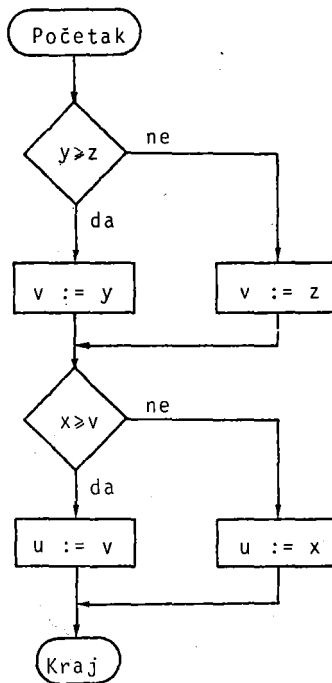 Početak
y⩾z
ne
da
v := y
v := z
x⩾v
ne
da
u := v
u := x
Kraj